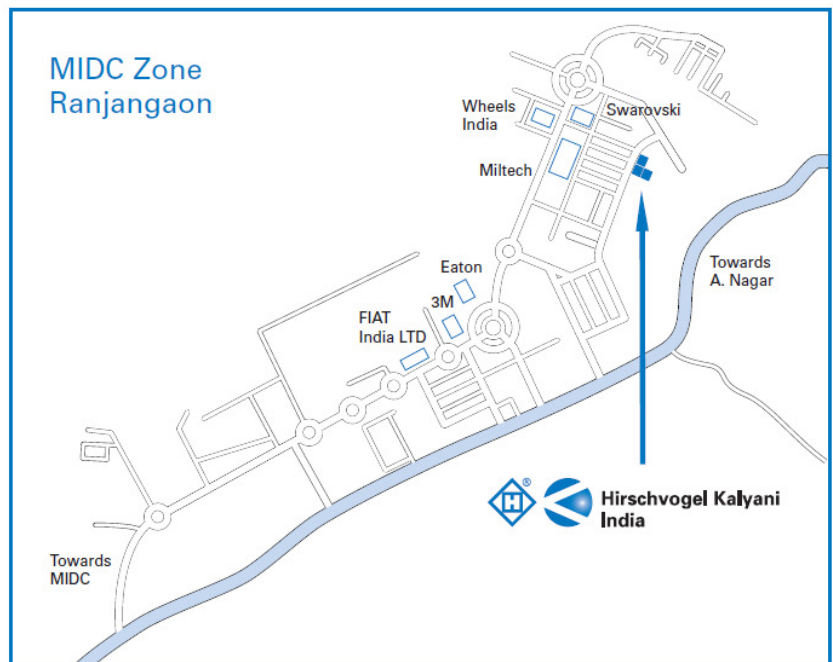 MIDC Zone
Ranjangaon
Wheels
India
Swarovski
Miltech
Towards
A. Nagar
Eaton
3M
FIAT
India LTD
H®
Hirschvogel Kalyani
India
Towards
MIDC